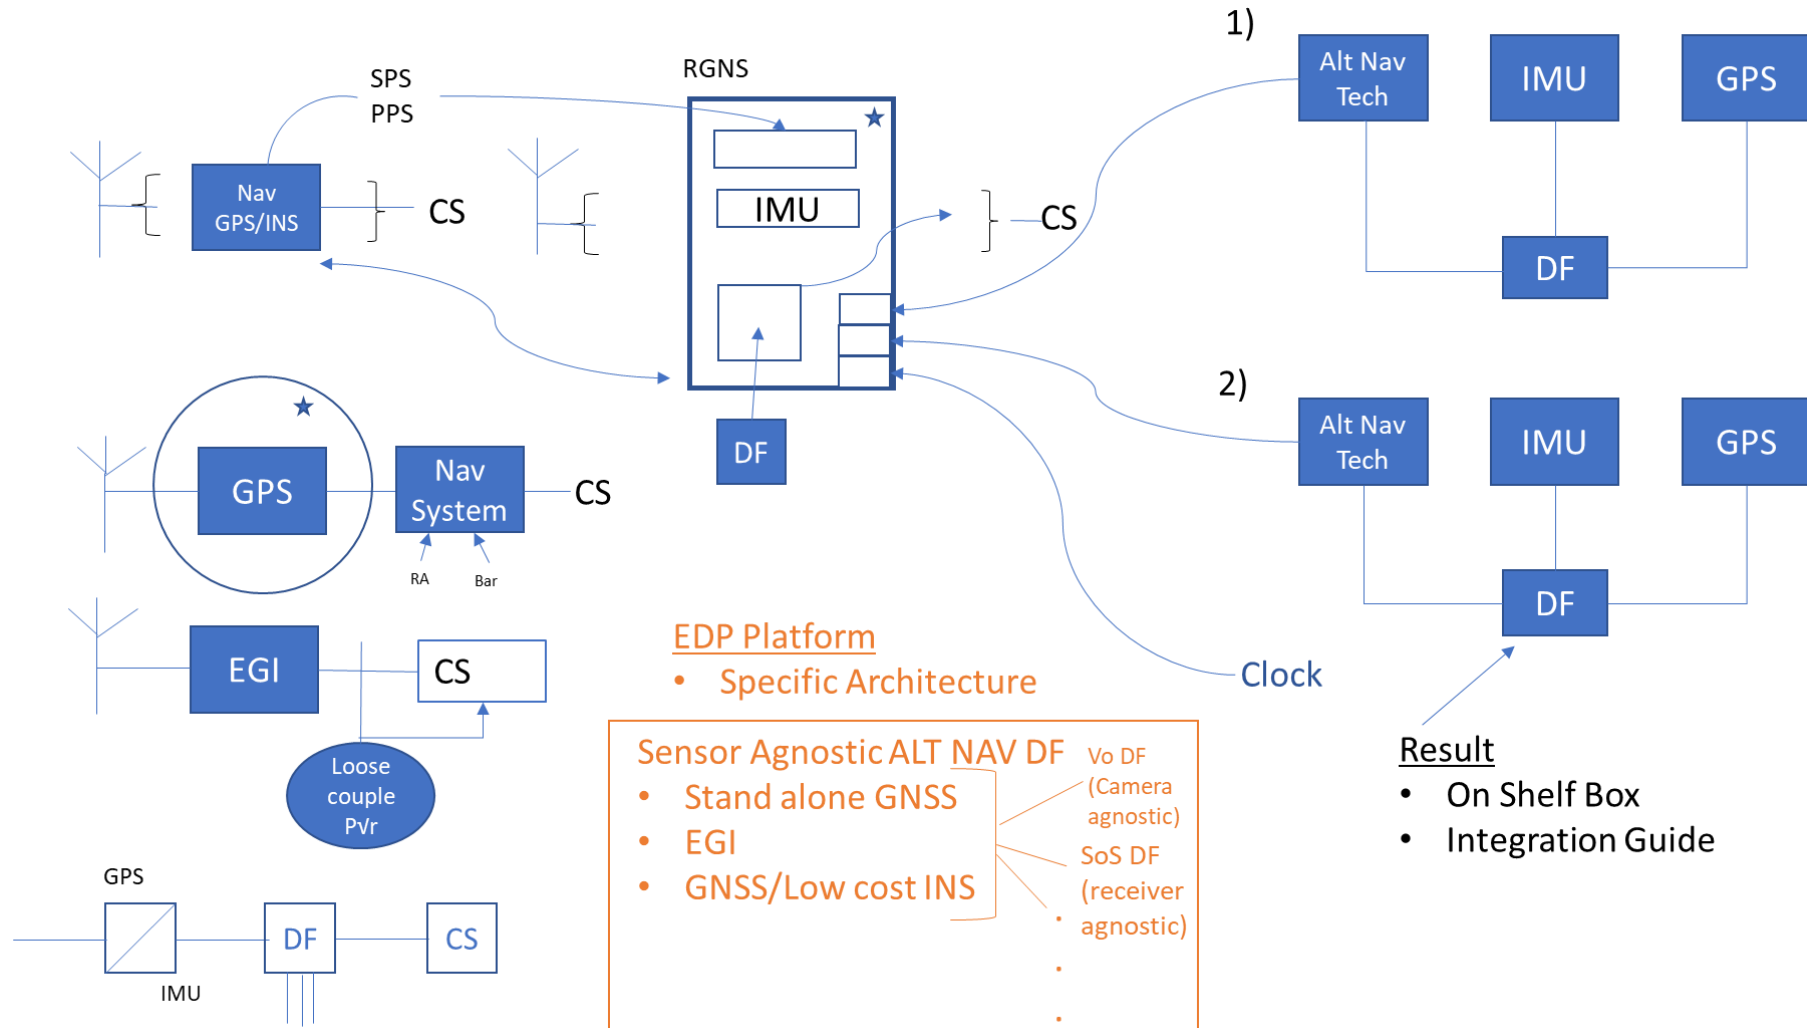 1)
SPS
PPS
RGNS
Alt Nav
Tech
IMU
GPS
Nav
GPS/INS
CS
IMU
CS
DF
2)
Alt Nav
Tech
IMU
GPS
DF
DF
GPS
Nav
System
CS
RA
Bar
EGI
CS
Loose
couple
P√r
GPS
DF
CS
IMU
EDP Platform
• Specific Architecture
Clock
Sensor Agnostic ALT NAV DF
• Stand alone GNSS
• EGI
• GNSS/Low cost INS
Vo DF
(Camera
agnostic)
SoS DF
(receiver
agnostic)
Result
• On Shelf Box
• Integration Guide